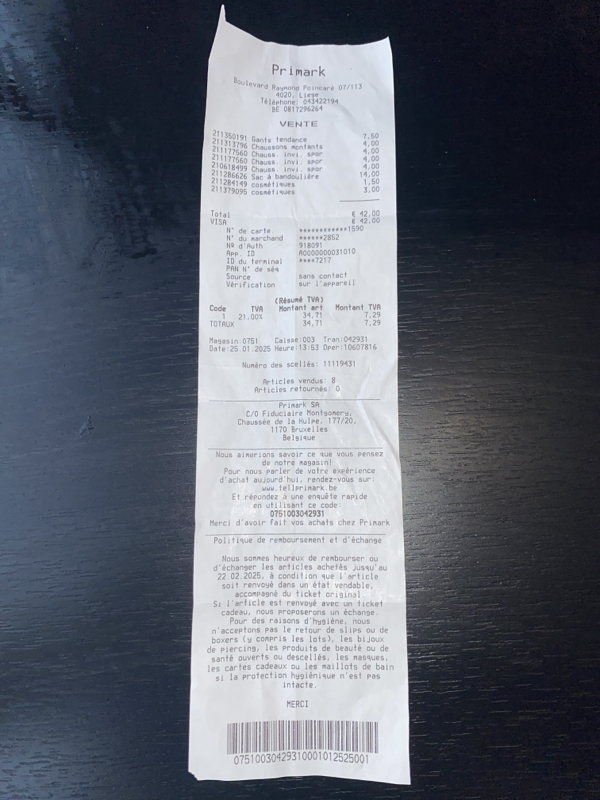 Primark
Boulevard Raymond Poincaré 07/113
4020, Liege
Téléphone: 043422194
BE 0817296264
VENTE
211350191 Gants tendance 7,50
211313796 Chaussons montants 4,00
211177560 Chauss. invi. spor 4,00
211177560 Chauss. invi. spor 4,00
210618499 Chauss. invi. spor 4,00
211286626 Sac à bandoulière 14,00
211284149 cosmétiques 1,50
211379095 cosmétiques 3,00
Total € 42,00
VISA € 42,00
N° de carte. ************1590
N° du marchand ******2852
Nº d'Auth 918091
App. ID A0000000031010
ID du terminal ****7217
PAN N° de séq
Source sans contact
Vérification sur l'appareil
(Résumé TVA)
Code TVA Montant art Montant TVA
1 21.00% 34,71 7,29
TOTAUX 34,71 7,29
Magasin:0751 Caisse:003 Tran:042931
Date:25.01.2025 Heure:13:53 Oper:10607816
Numéro des scellés: 11119431
Articles vendus: 8
Articles retournés: 0
Primark SA
C/O Fiduciaire Montgomery,
Chaussée de la Hulpe, 177/20,
1170 Bruxelles
Belgique
Nous aimerions savoir ce que vous pensez
de notre magasin!
Pour nous parler de votre expérience
d'achat aujourd'hui, rendez-vous sur:
www.tellprimark.be
Et répondez à une enquête rapide
en utilisant ce code:
0751003042931
Merci d'avoir fait vos achats chez Primark
Politique de remboursement et d'échange
Nous sommes heureux de rembourser ou
d'échanger les articles achetés jusqu'au
22.02.2025, à condition que l'article
soit renvoyé dans un état vendable,
accompagné du ticket original.
Si l'article est renvoyé avec un ticket
cadeau, nous proposerons un échange.
Pour des raisons d'hygiène, nous
n'acceptons pas le retour de slips ou de
boxers (y compris les lots), les bijoux
de piercing, les produits de beauté ou de
santé ouverts ou descellés, les masques,
les cartes cadeaux ou les maillots de bain
si la protection hygiénique n'est pas
intacte.
MERCI
07510030429310001012525001